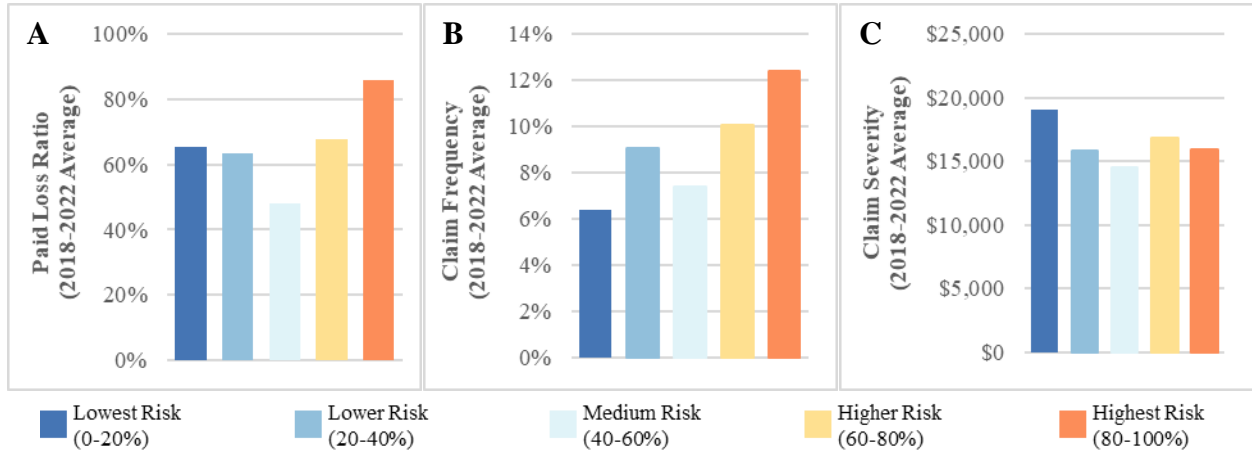 A
Paid Loss Ratio
(2018-2022 Average)
100%
80%
60%
40%
20%
0%
B
Claim Frequency
(2018-2022 Average)
14%
12%
10%
8%
6%
4%
2%
0%
C
Claim Severity
(2018-2022 Average)
$25,000
$20,000
$15,000
$10,000
$5,000
$0
Lowest Risk
(0-20%)
Lower Risk
(20-40%)
Medium Risk
(40-60%)
Higher Risk
(60-80%)
Highest Risk
(80-100%)